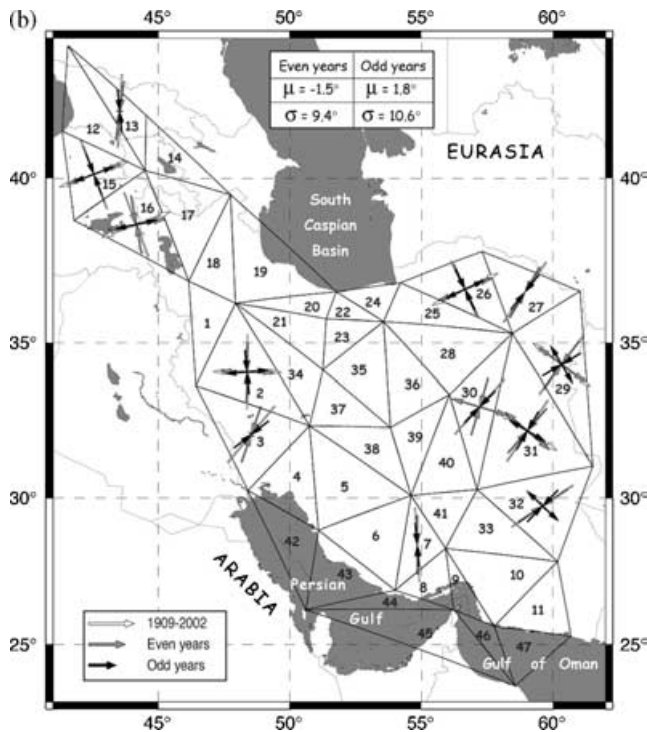 (b)
45° 50° 55° 60°
Even years Odd years
μ = -1.5° μ = 1.8°
σ = 9.4° σ = 10.6°
EURASIA
12 13 14
40° 40°
15 16 17
South
Caspian
Basin
18 19
20 22 24 25 26 27
1 21 23
35° 35°
2 34 35 36 28 29
37 30
3 38 39 31
4 5 40
30° 30°
32
42 6 41 7 33
ARABIA
43 8 9 10
Persian
44
Gulf
11
1909-2002
Even years
Odd years
45 46 47
25° 25°
Gulf of Oman
45° 50° 55° 60°